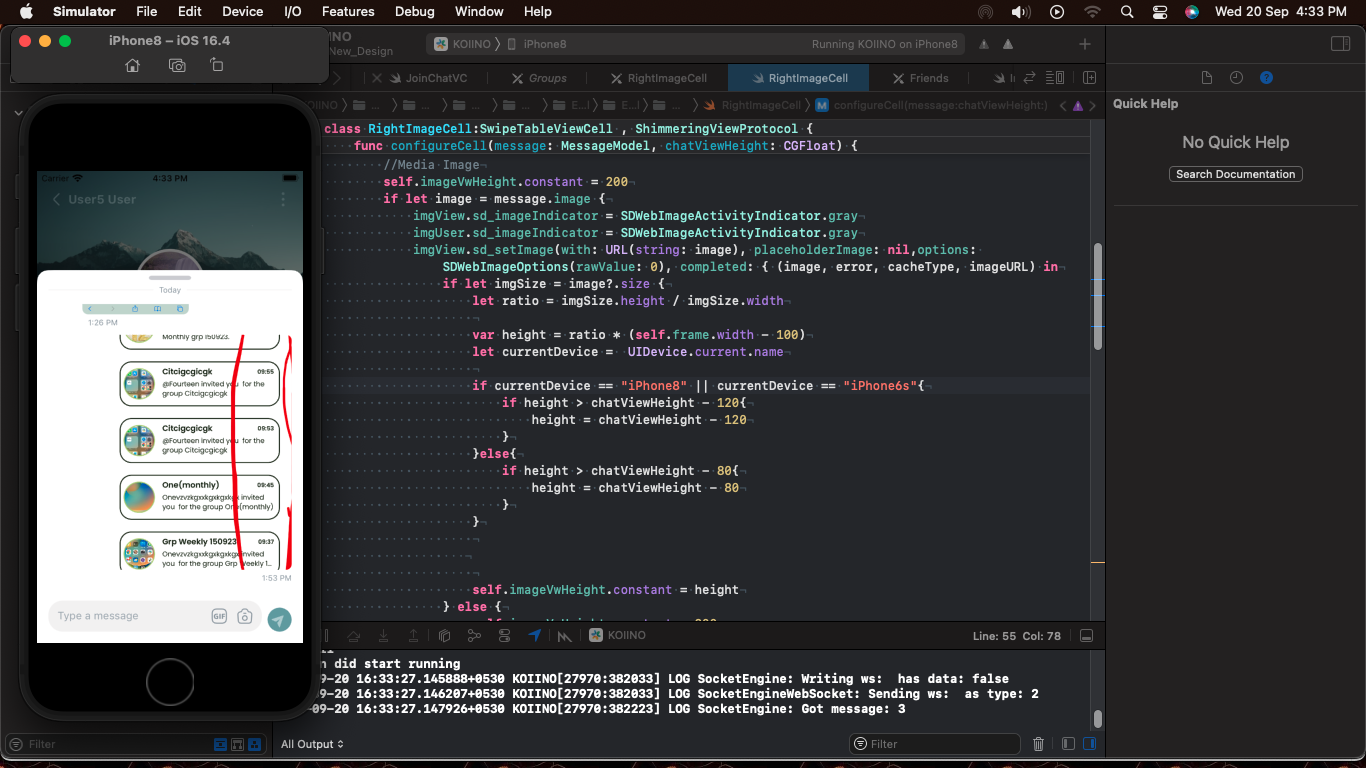 Simulator File Edit Device I/O Features Debug Window Help Wed 20 Sep 4:33 PM
iPhone8 – iOS 16.4
INO
New_Design
KOIINO iPhone8
Running KOIINO on iPhone8
JoinChatVC Groups RightImageCell RightImageCell Friends
IINO ... ... ... ... E...l E...l ... RightImageCell M configureCell(message:chatViewHeight:)
Carrier 4:33 PM
User5 User
Today
1:26 PM
Monthly grp 150923.
Citcigcgicgk 09:55
@Fourteen invited you for the
group Citcigcgicgk
Citcigcgicgk 09:53
@Fourteen invited you for the
group Citcigcgicgk
One(monthly) 09:45
Onevzvzkgxxkgxkgxkgx invited
you for the group One(monthly)
Grp Weekly 150923 09:37
Onevzvzkgxxkgxkgxkgx invited
you for the group Grp Weekly 1...
1:53 PM
Type a message GIF
class RightImageCell:SwipeTableViewCell , ShimmeringViewProtocol {
func configureCell(message: MessageModel, chatViewHeight: CGFloat) {
//Media Image
self.imageVwHeight.constant = 200
if let image = message.image {
imgView.sd_imageIndicator = SDWebImageActivityIndicator.gray
imgUser.sd_imageIndicator = SDWebImageActivityIndicator.gray
imgView.sd_setImage(with: URL(string: image), placeholderImage: nil,options:
SDWebImageOptions(rawValue: 0), completed: { (image, error, cacheType, imageURL) in
if let imgSize = image?.size {
let ratio = imgSize.height / imgSize.width
var height = ratio * (self.frame.width - 100)
let currentDevice =  UIDevice.current.name
if currentDevice == "iPhone8" || currentDevice == "iPhone6s"{
if height > chatViewHeight - 120{
height = chatViewHeight - 120
}
}else{
if height > chatViewHeight - 80{
height = chatViewHeight - 80
}
}
self.imageVwHeight.constant = height
} else {
KOIINO
Line: 55 Col: 78
n did start running
-09-20 16:33:27.145888+0530 KOIINO[27970:382033] LOG SocketEngine: Writing ws:  has data: false
-09-20 16:33:27.146207+0530 KOIINO[27970:382033] LOG SocketEngineWebSocket: Sending ws:  as type: 2
-09-20 16:33:27.147926+0530 KOIINO[27970:382223] LOG SocketEngine: Got message: 3
Filter
All Output
Filter
Quick Help
No Quick Help
Search Documentation